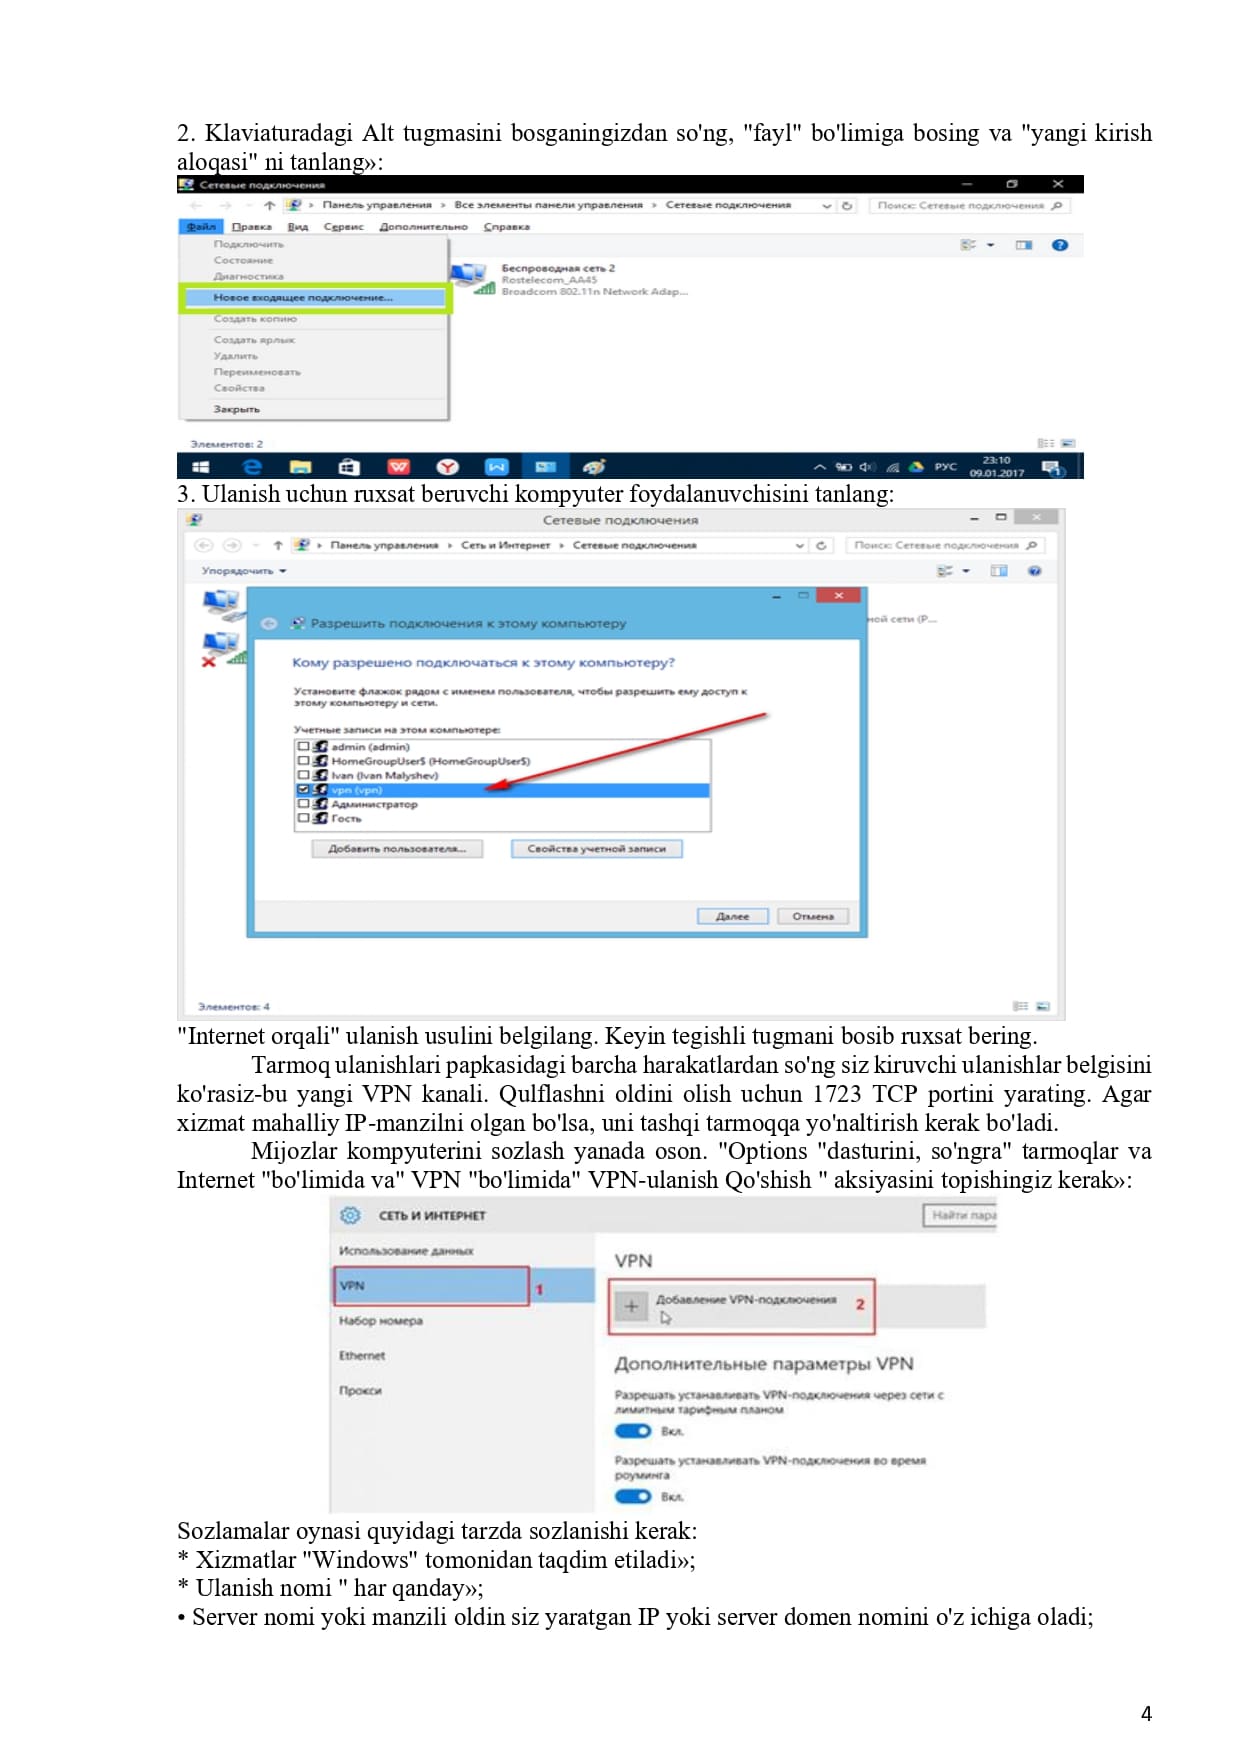 2. Klaviaturadagi Alt tugmasini bosganingizdan so'ng, "fayl" bo'limiga bosing va "yangi kirish
aloqasi" ni tanlang»:
Сетевые подключения
Панель управления > Все элементы панели управления > Сетевые подключения
Поиск: Сетевые подключения
Файл Правка Вид Сервис Дополнительно Справка
Подключить
Состояние
Диагностика
Новое входящее подключение...
Создать копию
Создать ярлык
Удалить
Переименовать
Свойства
Закрыть
Беспроводная сеть 2
Rostelecom_AA45
Broadcom 802.11n Network Adap...
Элементов: 2
РУС
23:10
09.01.2017
3. Ulanish uchun ruxsat beruvchi kompyuter foydalanuvchisini tanlang:
Сетевые подключения
Панель управления > Сеть и Интернет > Сетевые подключения
Поиск: Сетевые подключения
Упорядочить
ной сети (P...
Разрешить подключения к этому компьютеру
Кому разрешено подключаться к этому компьютеру?
Установите флажок рядом с именем пользователя, чтобы разрешить ему доступ к
этому компьютеру и сети.
Учетные записи на этом компьютере:
admin (admin)
HomeGroupUser$ (HomeGroupUser$)
Ivan (Ivan Malyshev)
vpn (vpn)
Администратор
Гость
Добавить пользователя...
Свойства учетной записи
Далее
Отмена
Элементов: 4
"Internet orqali" ulanish usulini belgilang. Keyin tegishli tugmani bosib ruxsat bering.
Tarmoq ulanishlari papkasidagi barcha harakatlardan so'ng siz kiruvchi ulanishlar belgisini
ko'rasiz-bu yangi VPN kanali. Qulflashni oldini olish uchun 1723 TCP portini yarating. Agar
xizmat mahalliy IP-manzilni olgan bo'lsa, uni tashqi tarmoqqa yo'naltirish kerak bo'ladi.
Mijozlar kompyuterini sozlash yanada oson. "Options "dasturini, so'ngra" tarmoqlar va
Internet "bo'limida va" VPN "bo'limida" VPN-ulanish Qo'shish " aksiyasini topishingiz kerak»:
СЕТЬ И ИНТЕРНЕТ
Найти пара
Использование данных
VPN
1
Набор номера
Ethernet
Прокси
VPN
Добавление VPN-подключения
2
Дополнительные параметры VPN
Разрешать устанавливать VPN-подключения через сети с
лимитным тарифным планом
Вкл.
Разрешать устанавливать VPN-подключения во время
роуминга
Вкл.
Sozlamalar oynasi quyidagi tarzda sozlanishi kerak:
* Xizmatlar "Windows" tomonidan taqdim etiladi»;
* Ulanish nomi " har qanday»;
• Server nomi yoki manzili oldin siz yaratgan IP yoki server domen nomini o'z ichiga oladi;
4